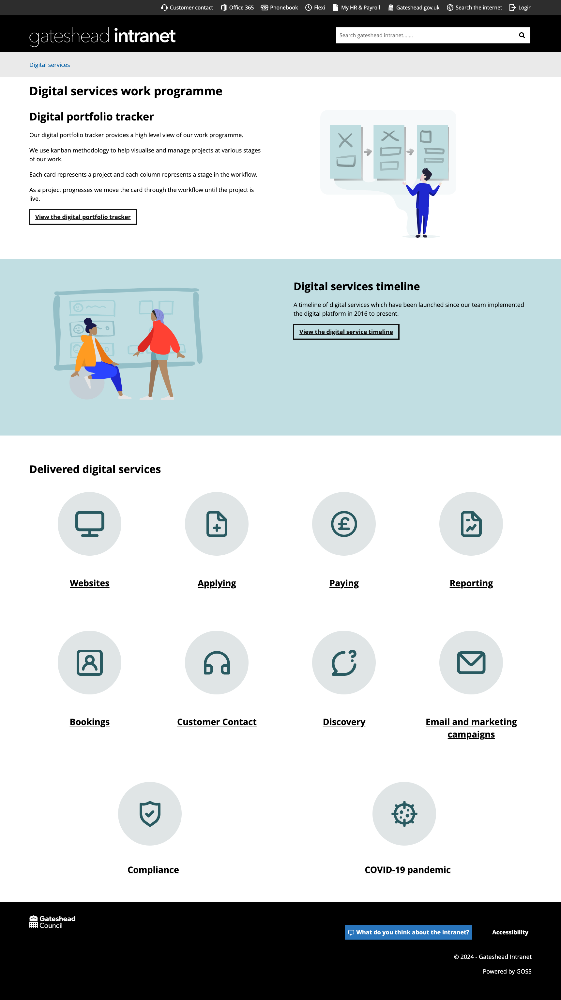 Customer contact Office 365 Phonebook Flexi My HR & Payroll Gateshead.gov.uk Search the internet Login
gateshead intranet
Search gateshead intranet.......
Digital services
Digital services work programme
Digital portfolio tracker
Our digital portfolio tracker provides a high level view of our work programme.
We use kanban methodology to help visualise and manage projects at various stages
of our work.
Each card represents a project and each column represents a stage in the workflow.
As a project progresses we move the card through the workflow until the project is
live.
View the digital portfolio tracker
Digital services timeline
A timeline of digital services which have been launched since our team implemented
the digital platform in 2016 to present.
View the digital service timeline
Delivered digital services
Websites
Applying
Paying
Reporting
Bookings
Customer Contact
Discovery
Email and marketing
campaigns
Compliance
COVID-19 pandemic
Gateshead
Council
What do you think about the intranet?
Accessibility
© 2024 - Gateshead Intranet
Powered by GOSS